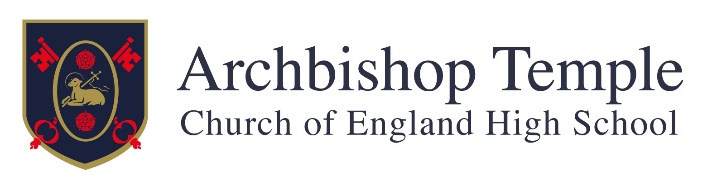 Archbishop Temple
Church of England High School